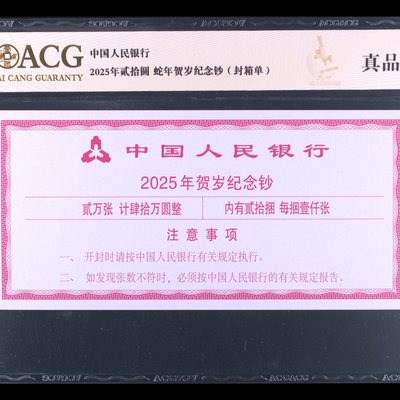 ACG
AI CANG GUARANTY
中国人民银行
2025年贰拾圆 蛇年贺岁纪念钞（封箱单）
真品
中国人民银行
2025年贺岁纪念钞
贰万张 计肆拾万圆整 内有贰拾捆 每捆壹仟张
注意事项
一、 开封时请按中国人民银行有关规定执行。
二、 如发现张数不符时，必须按中国人民银行的有关规定报告。